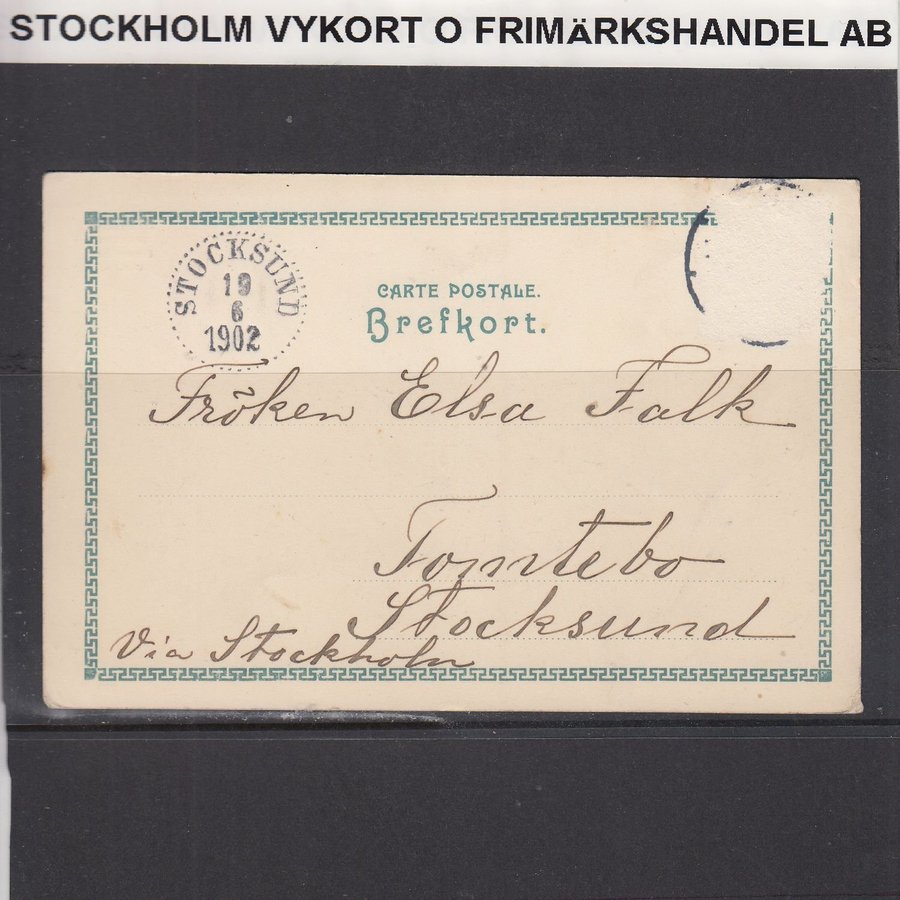 STOCKHOLM VYKORT O FRIMÄRKSHANDEL AB
STOCKSUND
19
6
1902
CARTE POSTALE.
Brefkort.
Fröken Elsa Falk
Tomtebo
Stocksund
Via Stockholm